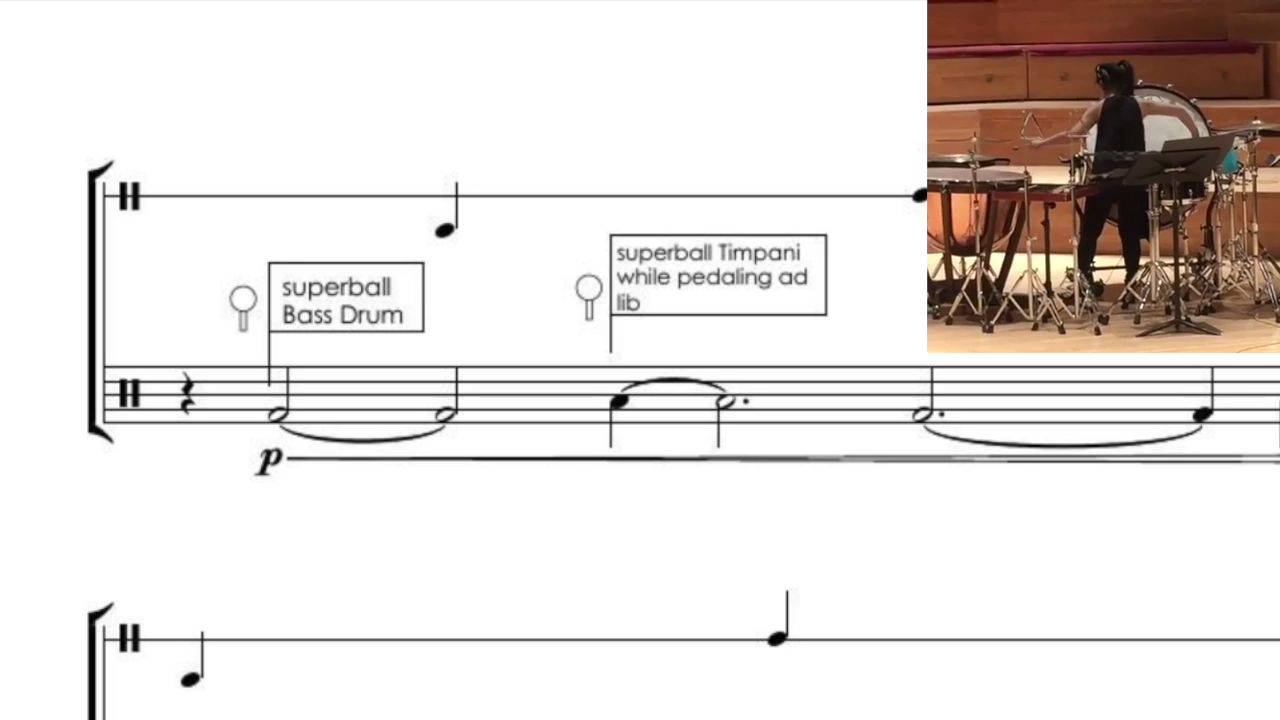 superball
Bass Drum
superball Timpani
while pedaling ad
lib
p